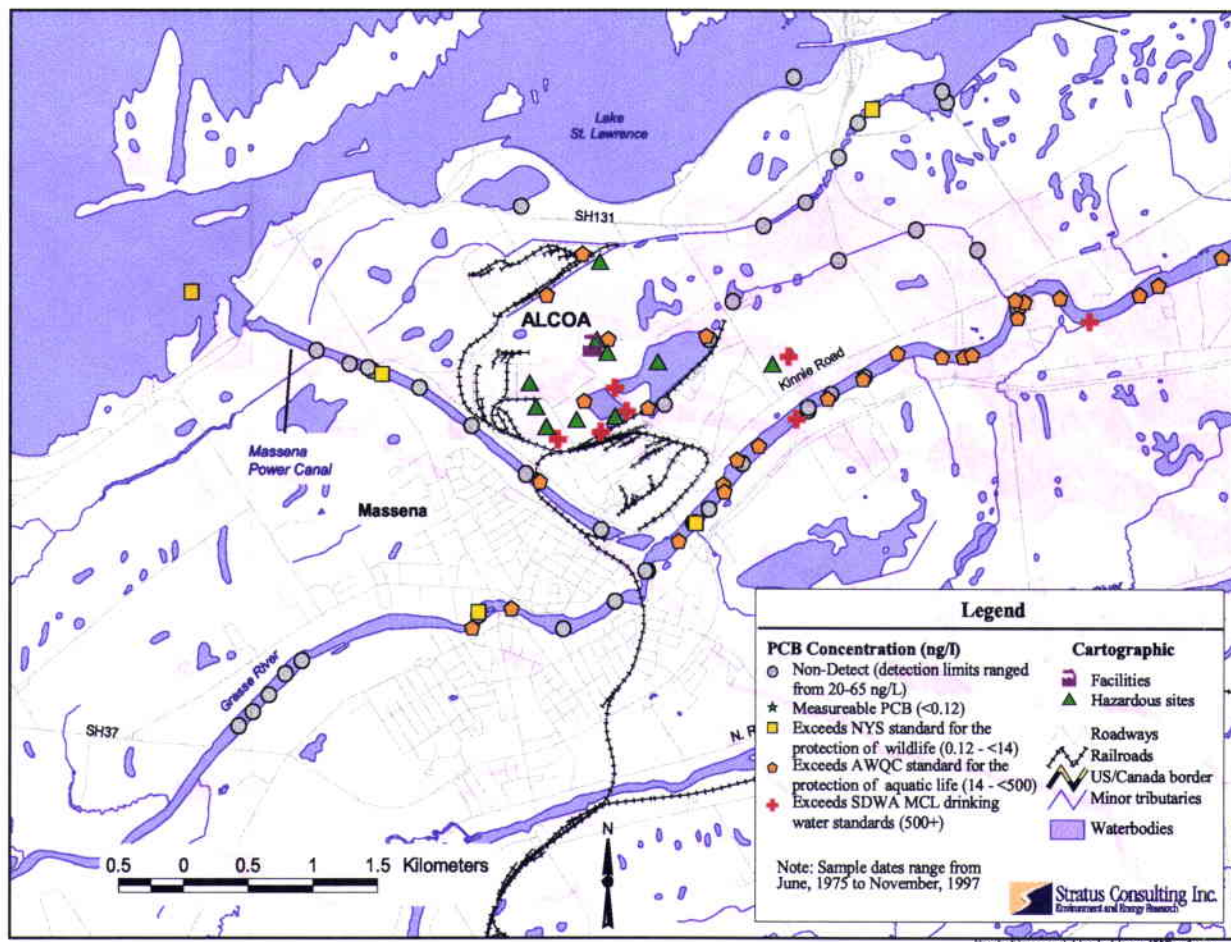 Lake
St. Lawrence
SH131
ALCOA
Kinnie Road
Massena
Power Canal
Massena
Grasse River
SH37
N. R
River
0.5 0 0.5 1 1.5 Kilometers
N
Legend
PCB Concentration (ng/l)
Non-Detect (detection limits ranged
from 20-65 ng/L)
Measureable PCB (<0.12)
Exceeds NYS standard for the
protection of wildlife (0.12 - <14)
Exceeds AWQC standard for the
protection of aquatic life (14 - <500)
Exceeds SDWA MCL drinking
water standards (500+)
Note: Sample dates range from
June, 1975 to November, 1997
Cartographic
Facilities
Hazardous sites
Roadways
Railroads
US/Canada border
Minor tributaries
Waterbodies
Stratus Consulting Inc.
Environment and Energy Research